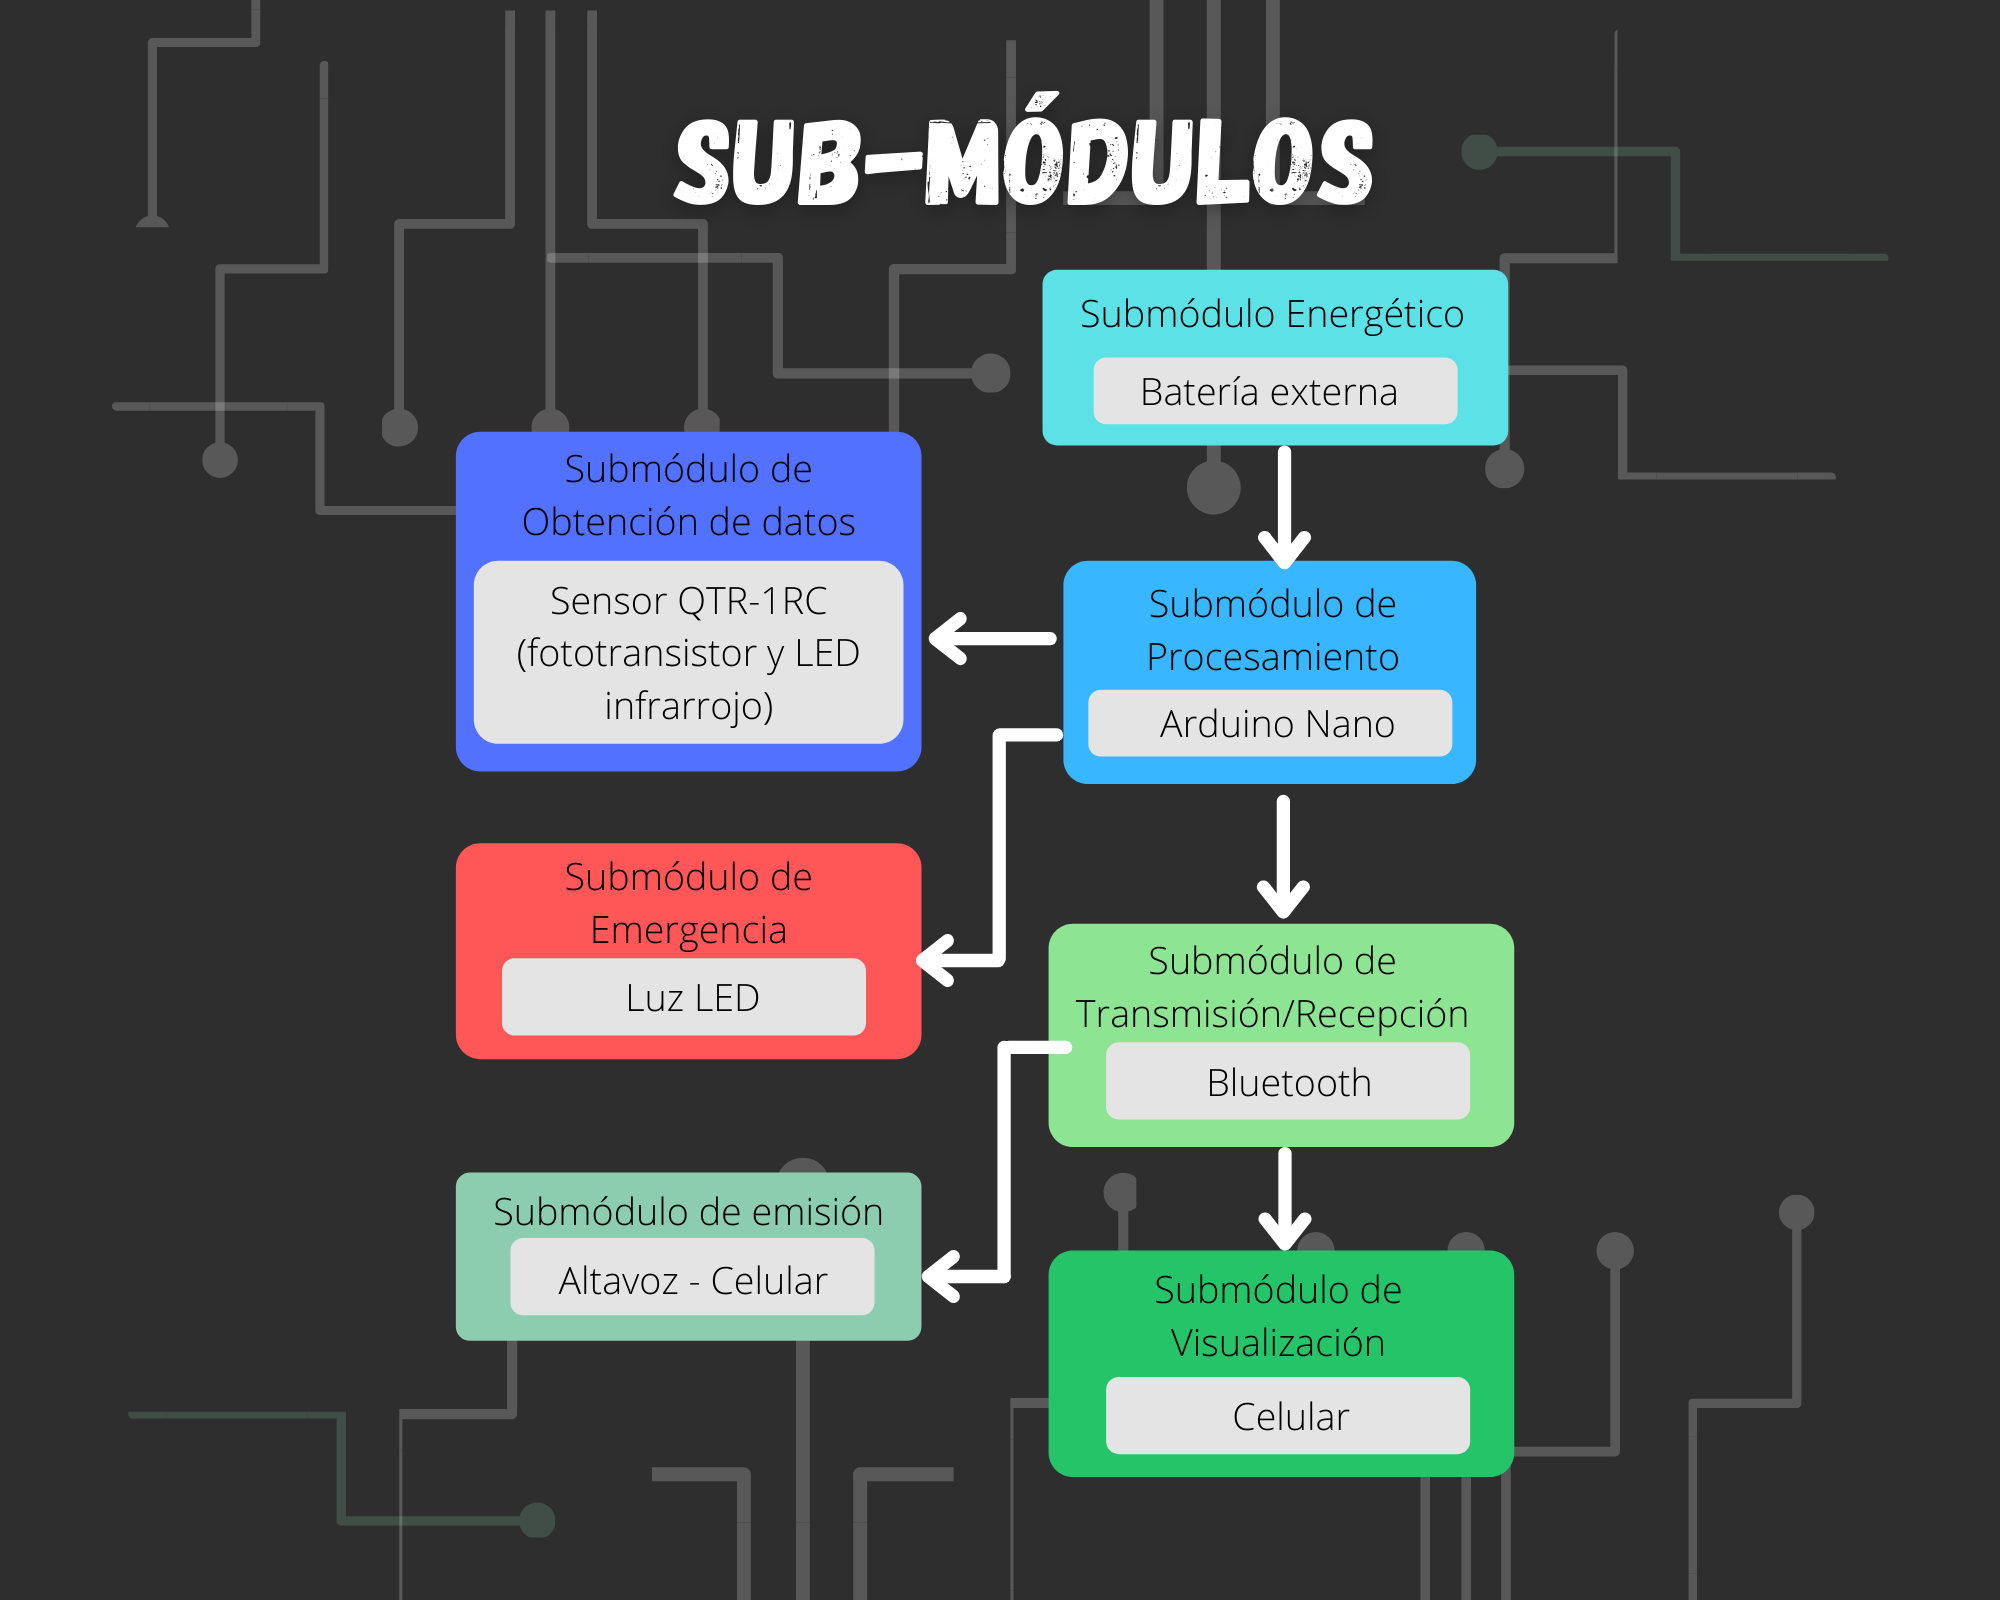 SUB-MÓDULOS
Submódulo Energético
Batería externa
Submódulo de
Obtención de datos
Sensor QTR-1RC
(fototransistor y LED
infrarrojo)
Submódulo de
Procesamiento
Arduino Nano
Submódulo de
Emergencia
Luz LED
Submódulo de
Transmisión/Recepción
Bluetooth
Submódulo de emisión
Altavoz - Celular
Submódulo de
Visualización
Celular